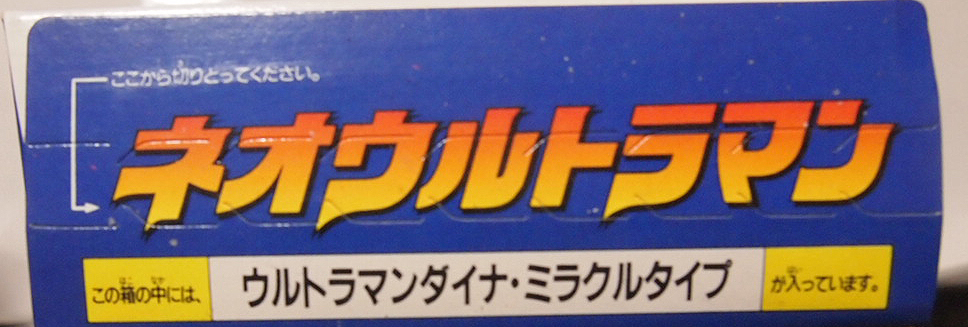 ここから切りとってください。
ネオウルトラマン
この箱の中には、ウルトラマンダイナ・ミラクルタイプが入っています。